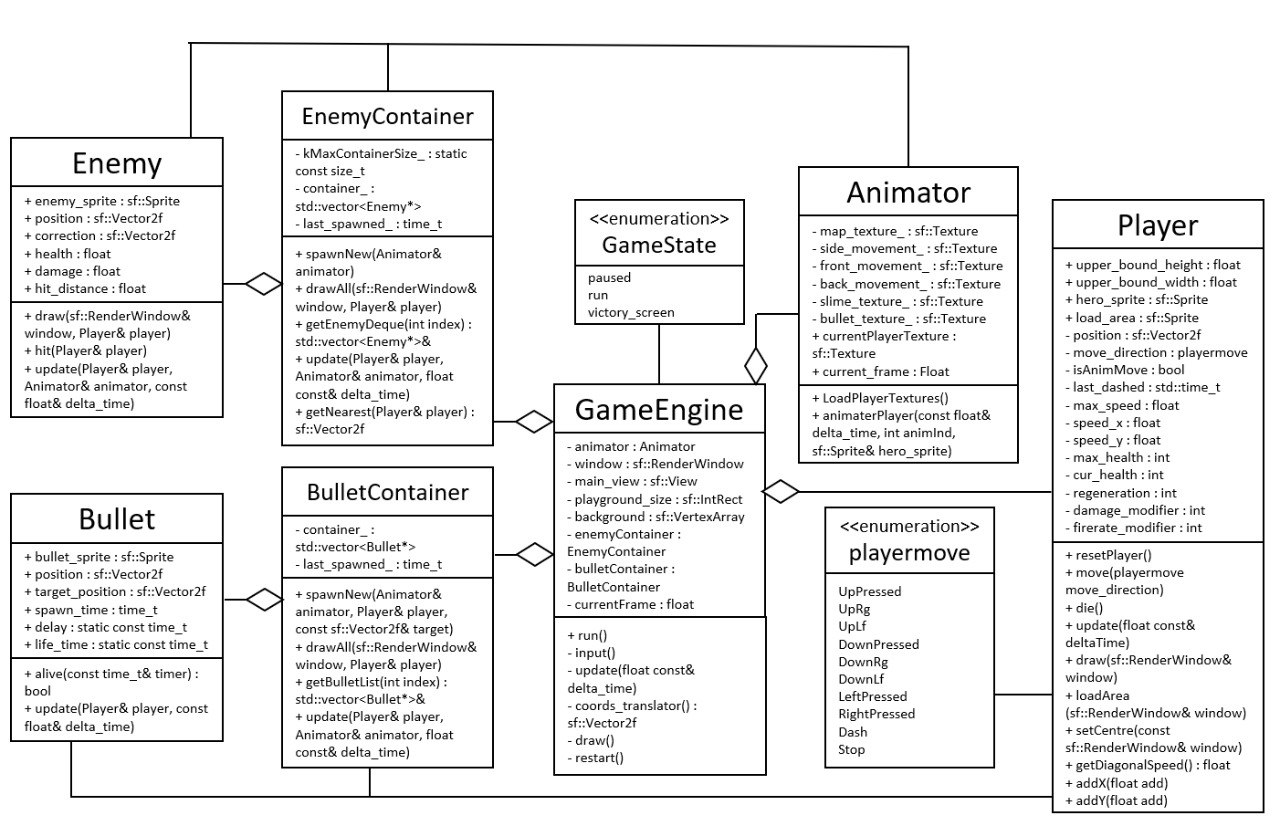 Enemy
+ enemy_sprite : sf::Sprite
+ position : sf::Vector2f
+ correction : sf::Vector2f
+ health : float
+ damage : float
+ hit_distance : float
+ draw(sf::RenderWindow&
window, Player& player)
+ hit(Player& player)
+ update(Player& player,
Animator& animator, const
float& delta_time)
EnemyContainer
- kMaxContainerSize_ : static
const size_t
- container_ :
std::vector<Enemy*>
- last_spawned_ : time_t
+ spawnNew(Animator&
animator)
+ drawAll(sf::RenderWindow&
window, Player& player)
+ getEnemyDeque(int index) :
std::vector<Enemy*>&
+ update(Player& player,
Animator& animator, float
const& delta_time)
+ getNearest(Player& player) :
sf::Vector2f
Bullet
+ bullet_sprite : sf::Sprite
+ position : sf::Vector2f
+ target_position : sf::Vector2f
+ spawn_time : time_t
+ delay : static const time_t
+ life_time : static const time_t
+ alive(const time_t& timer) :
bool
+ update(Player& player, const
float& delta_time)
BulletContainer
- container_ :
std::vector<Bullet*>
- last_spawned_ : time_t
+ spawnNew(Animator&
animator, Player& player,
const sf::Vector2f& target)
+ drawAll(sf::RenderWindow&
window, Player& player)
+ getBulletList(int index) :
std::vector<Bullet*>&
+ update(Player& player,
Animator& animator, float
const& delta_time)
<<enumeration>>
GameState
paused
run
victory_screen
GameEngine
- animator : Animator
- window : sf::RenderWindow
- main_view : sf::View
- playground_size : sf::IntRect
- background : sf::VertexArray
- enemyContainer :
EnemyContainer
- bulletContainer :
BulletContainer
- currentFrame : float
+ run()
- input()
- update(float const&
delta_time)
- coords_translator() :
sf::Vector2f
- draw()
- restart()
Animator
- map_texture_ : sf::Texture
- side_movement_ : sf::Texture
- front_movement_ : sf::Texture
- back_movement_ : sf::Texture
- slime_texture_ : sf::Texture
- bullet_texture_ : sf::Texture
+ currentPlayerTexture :
sf::Texture
+ current_frame : Float
+ LoadPlayerTextures()
+ animaterPlayer(const float&
delta_time, int animInd,
sf::Sprite& hero_sprite)
<<enumeration>>
playermove
UpPressed
UpRg
UpLf
DownPressed
DownRg
DownLf
LeftPressed
RightPressed
Dash
Stop
Player
+ upper_bound_height : float
+ upper_bound_width : float
+ hero_sprite : sf::Sprite
+ load_area : sf::Sprite
- position : sf::Vector2f
- move_direction : playermove
- isAnimMove : bool
- last_dashed : std::time_t
- max_speed : float
- speed_x : float
- speed_y : float
- max_health : int
- cur_health : int
- regeneration : int
- damage_modifier : int
- firerate_modifier : int
+ resetPlayer()
+ move(playermove
move_direction)
+ die()
+ update(float const&
deltaTime)
+ draw(sf::RenderWindow&
window)
+ loadArea
(sf::RenderWindow& window)
+ setCentre(const
sf::RenderWindow& window)
+ getDiagonalSpeed() : float
+ addX(float add)
+ addY(float add)